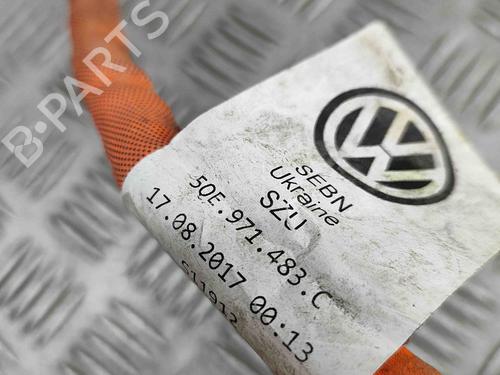 B-PARTS
SEBN
Ukraine
SZU
5QE.971.483.C
17.08.2017 00:13